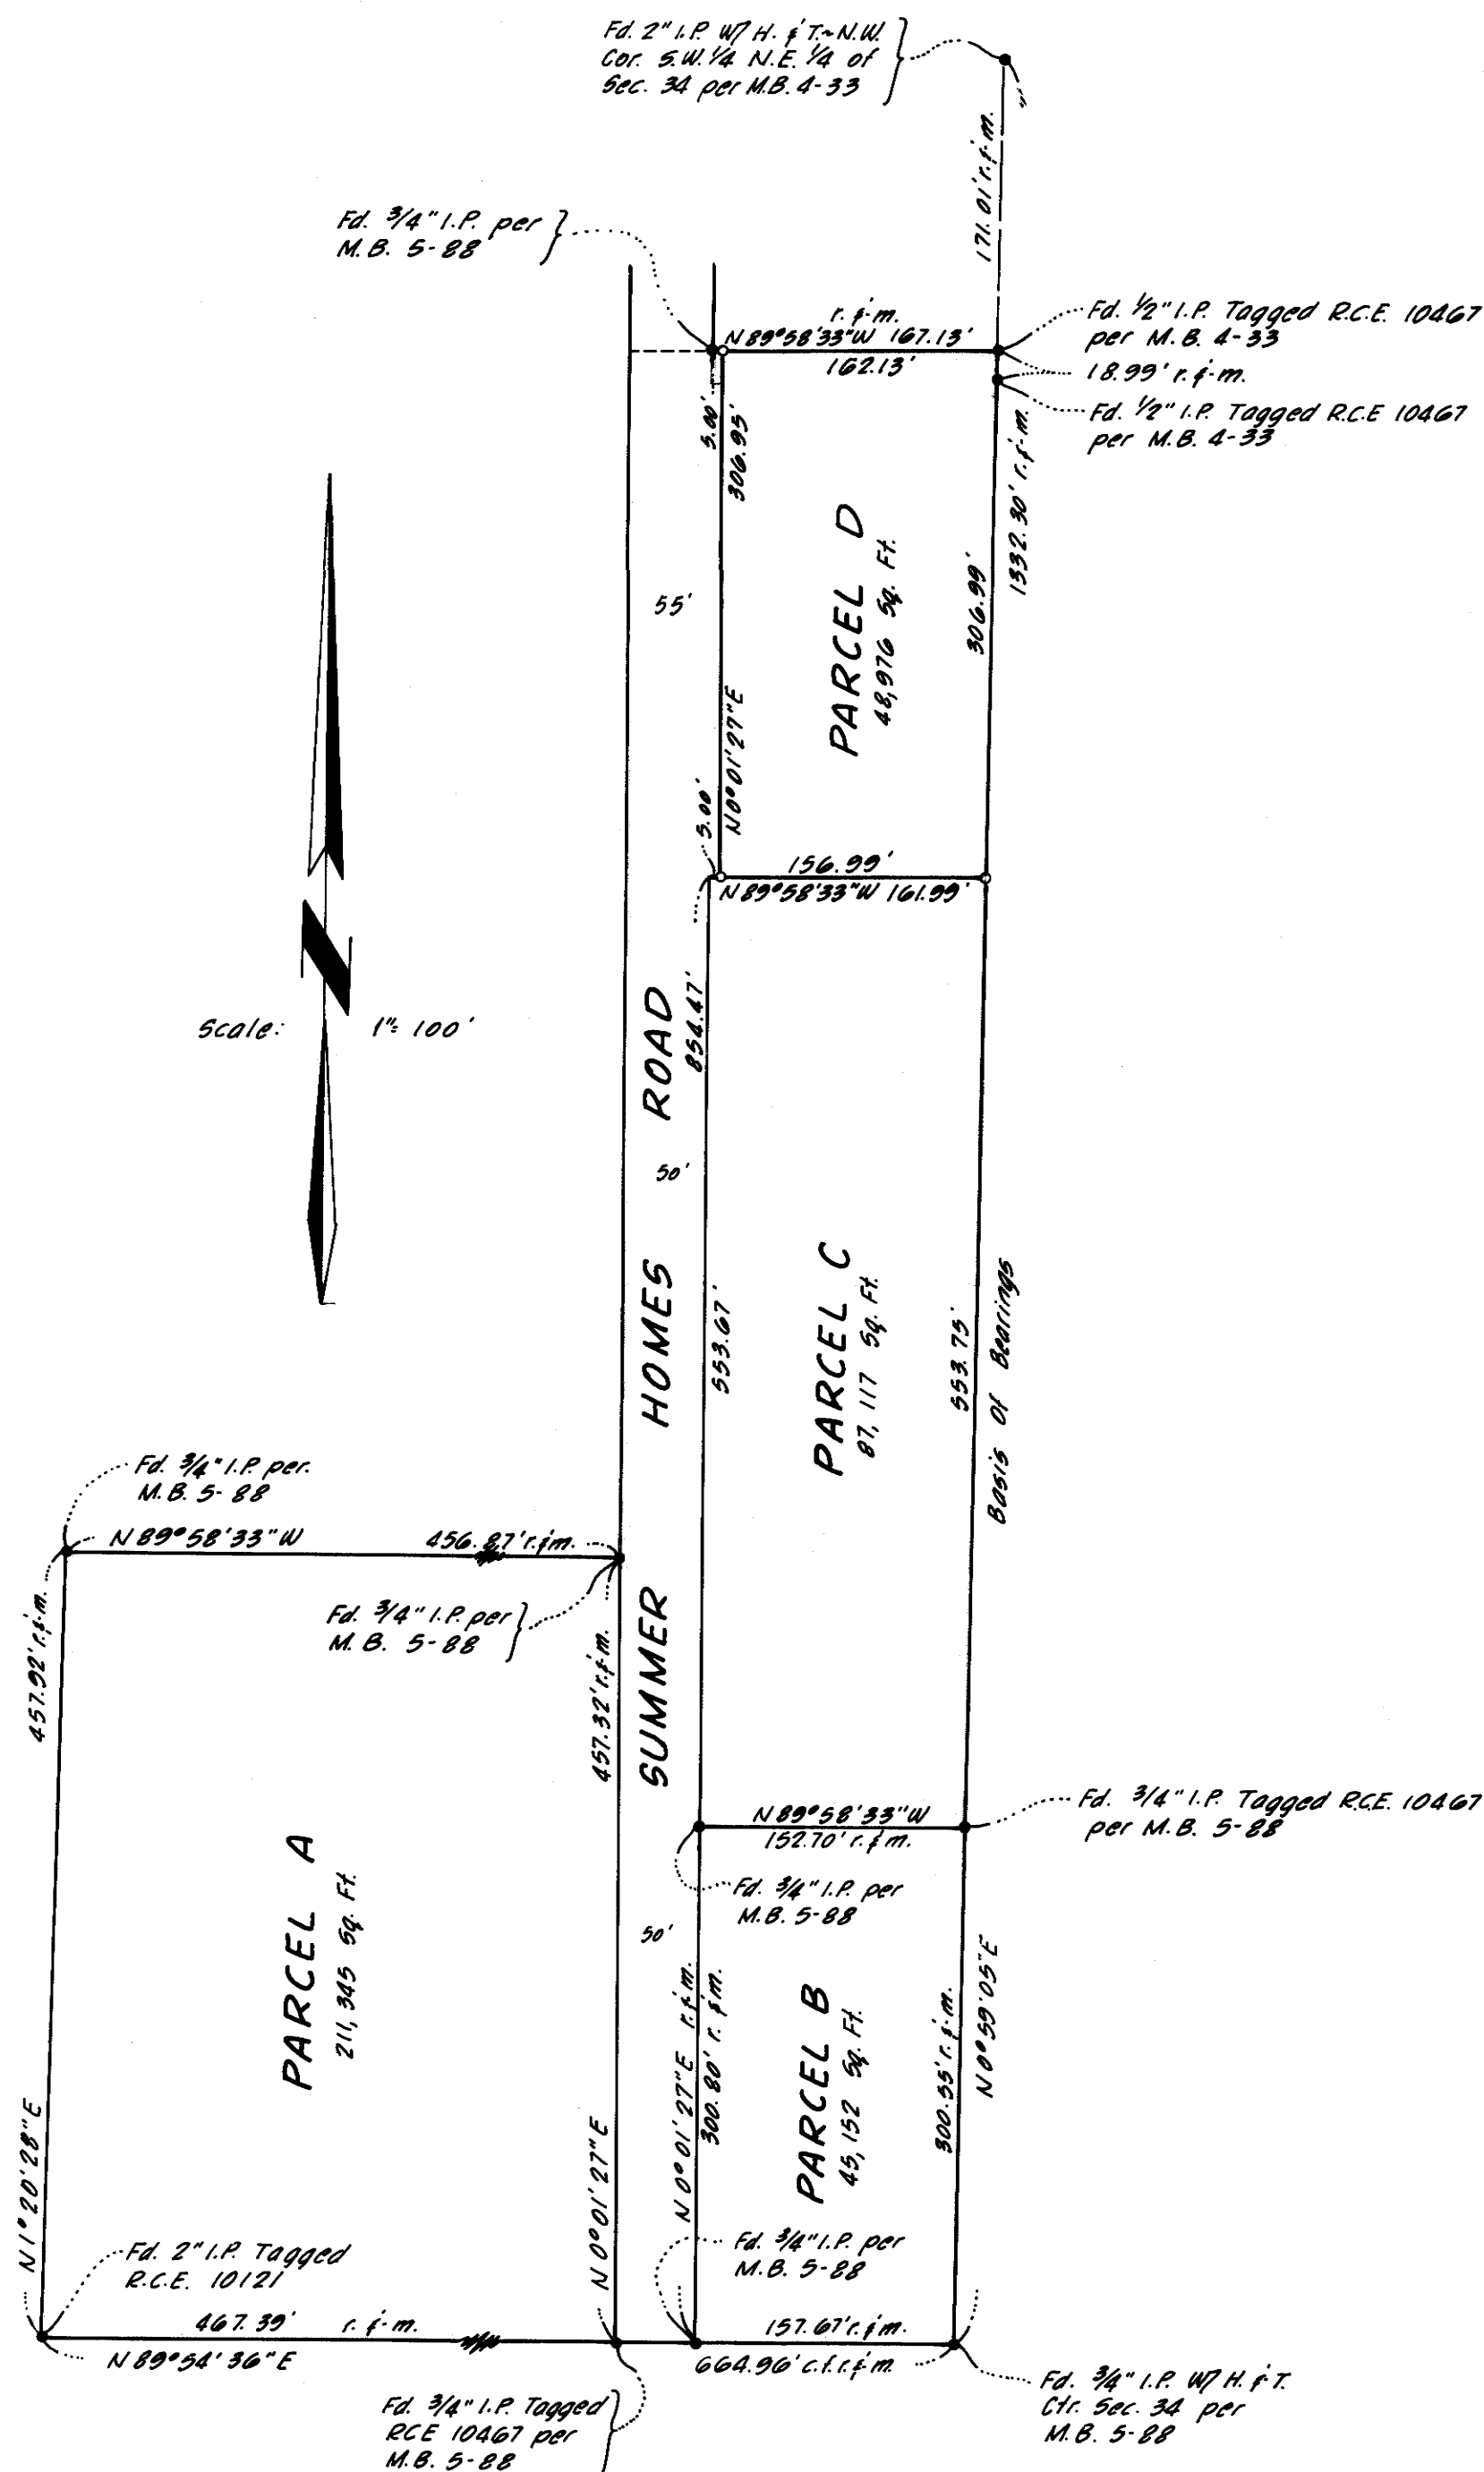 Fd. 2" I.P. W/ H. & T.~N.W.
Cor. S.W. 1/4 N.E. 1/4 of
Sec. 34 per M.B. 4-33
171.01' r.&m.
Fd. 3/4" I.P. per
M.B. 5-88
r. & m.
N 89°58'33"W 167.13'
162.13'
Fd. 1/2" I.P. Tagged R.C.E. 10467
per M.B. 4-33
18.99' r.&m.
Fd. 1/2" I.P. Tagged R.C.E 10467
per M.B. 4-33
5.00'
306.95'
1332.30' r.&m.
306.99'
PARCEL D
48,976 Sq. Ft.
55'
N0°01'27"E
5.00'
156.99'
N 89°58'33"W 161.99'
Scale: 1"= 100'
854.47'
SUMMER HOMES ROAD
50'
553.67'
PARCEL C
87,117 Sq. Ft.
553.75'
Basis Of Bearings
Fd. 3/4" I.P. per.
M.B. 5-88
N 89°58'33"W 456.87' r.&m.
Fd. 3/4" I.P. per
M.B. 5-88
457.92' r.&m.
457.32' r.&m.
N 89°58'33"W
152.70' r.&m.
Fd. 3/4" I.P. Tagged R.C.E. 10467
per M.B. 5-88
Fd. 3/4" I.P. per
M.B. 5-88
50'
PARCEL A
211,345 Sq. Ft.
N 0°01'27"E r.&m.
300.80' r.&m.
PARCEL B
45,152 Sq. Ft.
300.55' r.&m.
N0°59'05"E
N1°20'28"E
N 0°01'27"E
Fd. 2" I.P. Tagged
R.C.E. 10121
Fd. 3/4" I.P. per
M.B. 5-88
467.39' r.&m.
N 89°54'36"E
157.67' r.&m.
664.96' c.f.r.&m.
Fd. 3/4" I.P. Tagged
RCE 10467 per
M.B. 5-88
Fd. 3/4" I.P. W/ H.&T.
Ctr. Sec. 34 per
M.B. 5-88